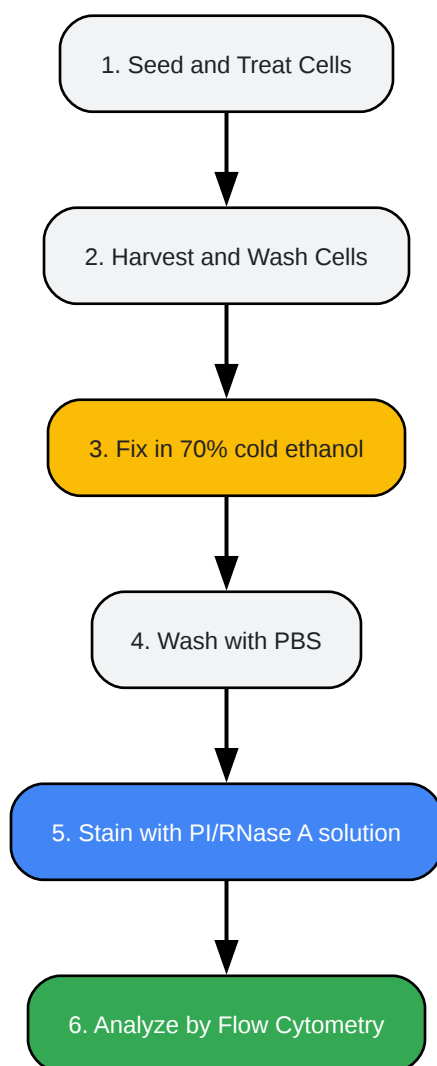 1. Seed and Treat Cells
2. Harvest and Wash Cells
3. Fix in 70% cold ethanol
4. Wash with PBS
5. Stain with PI/RNase A solution
6. Analyze by Flow Cytometry